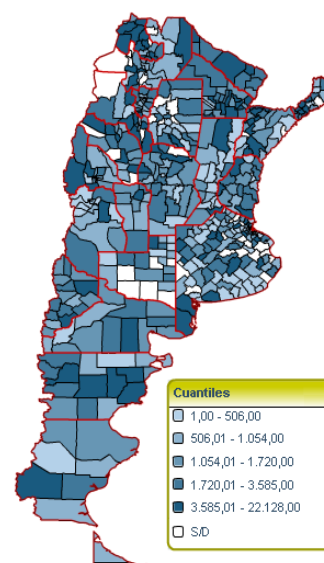 Cuantiles
1,00 - 506,00
506,01 - 1.054,00
1.054,01 - 1.720,00
1.720,01 - 3.585,00
3.585,01 - 22.128,00
S/D